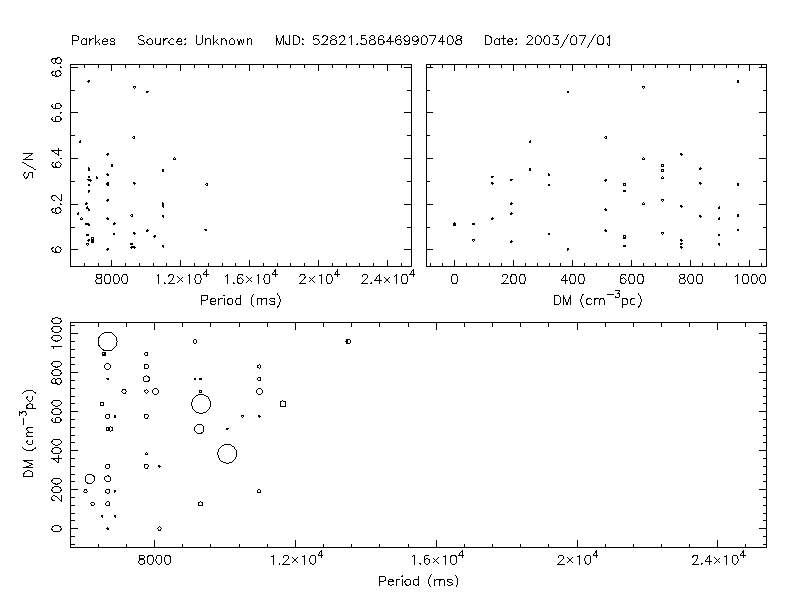 Parkes Source: Unknown MJD: 52821.586469907408 Date: 2003/07/01
6.8
6.6
6.4
6.2
6
S/N
8000 1.2×10⁴ 1.6×10⁴ 2×10⁴ 2.4×10⁴
Period (ms)
0 200 400 600 800 1000
DM (cm⁻³pc)
1000
800
600
400
200
0
DM (cm⁻³pc)
8000 1.2×10⁴ 1.6×10⁴ 2×10⁴ 2.4×10⁴
Period (ms)